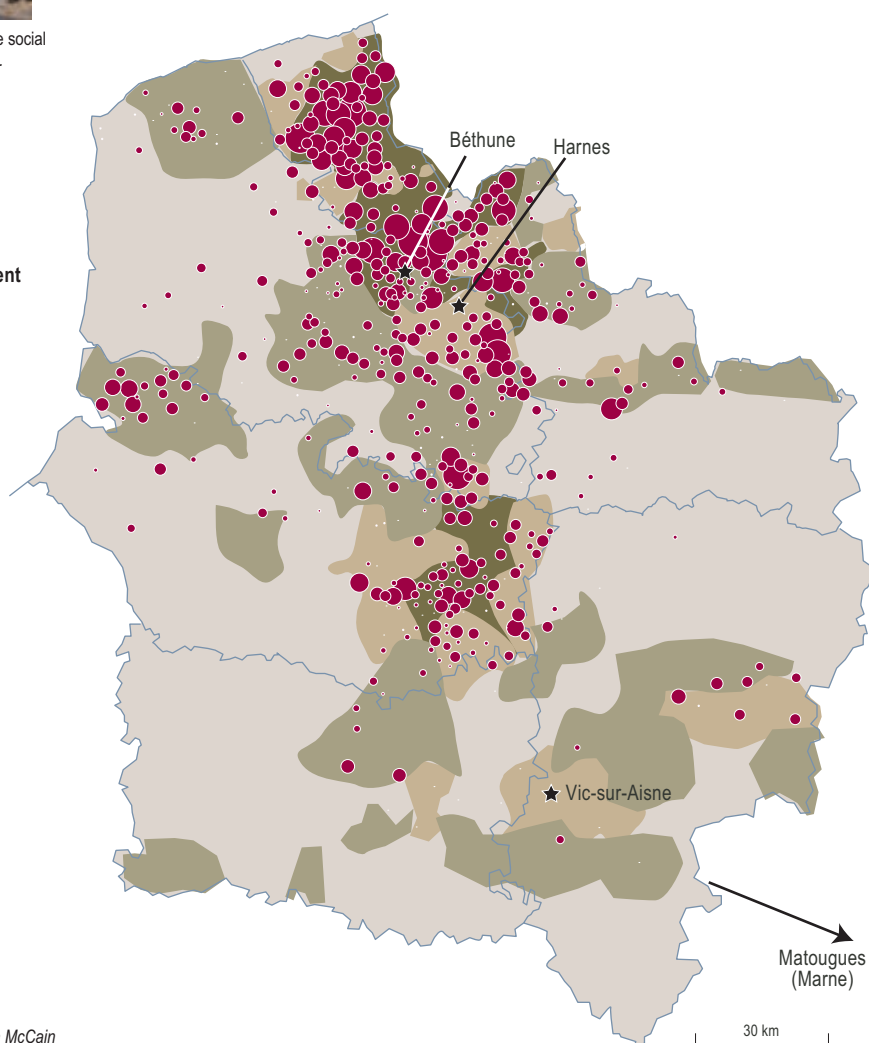 e social
Béthune
Harnes
ent
Vic-sur-Aisne
Matougues
(Marne)
McCain
30 km